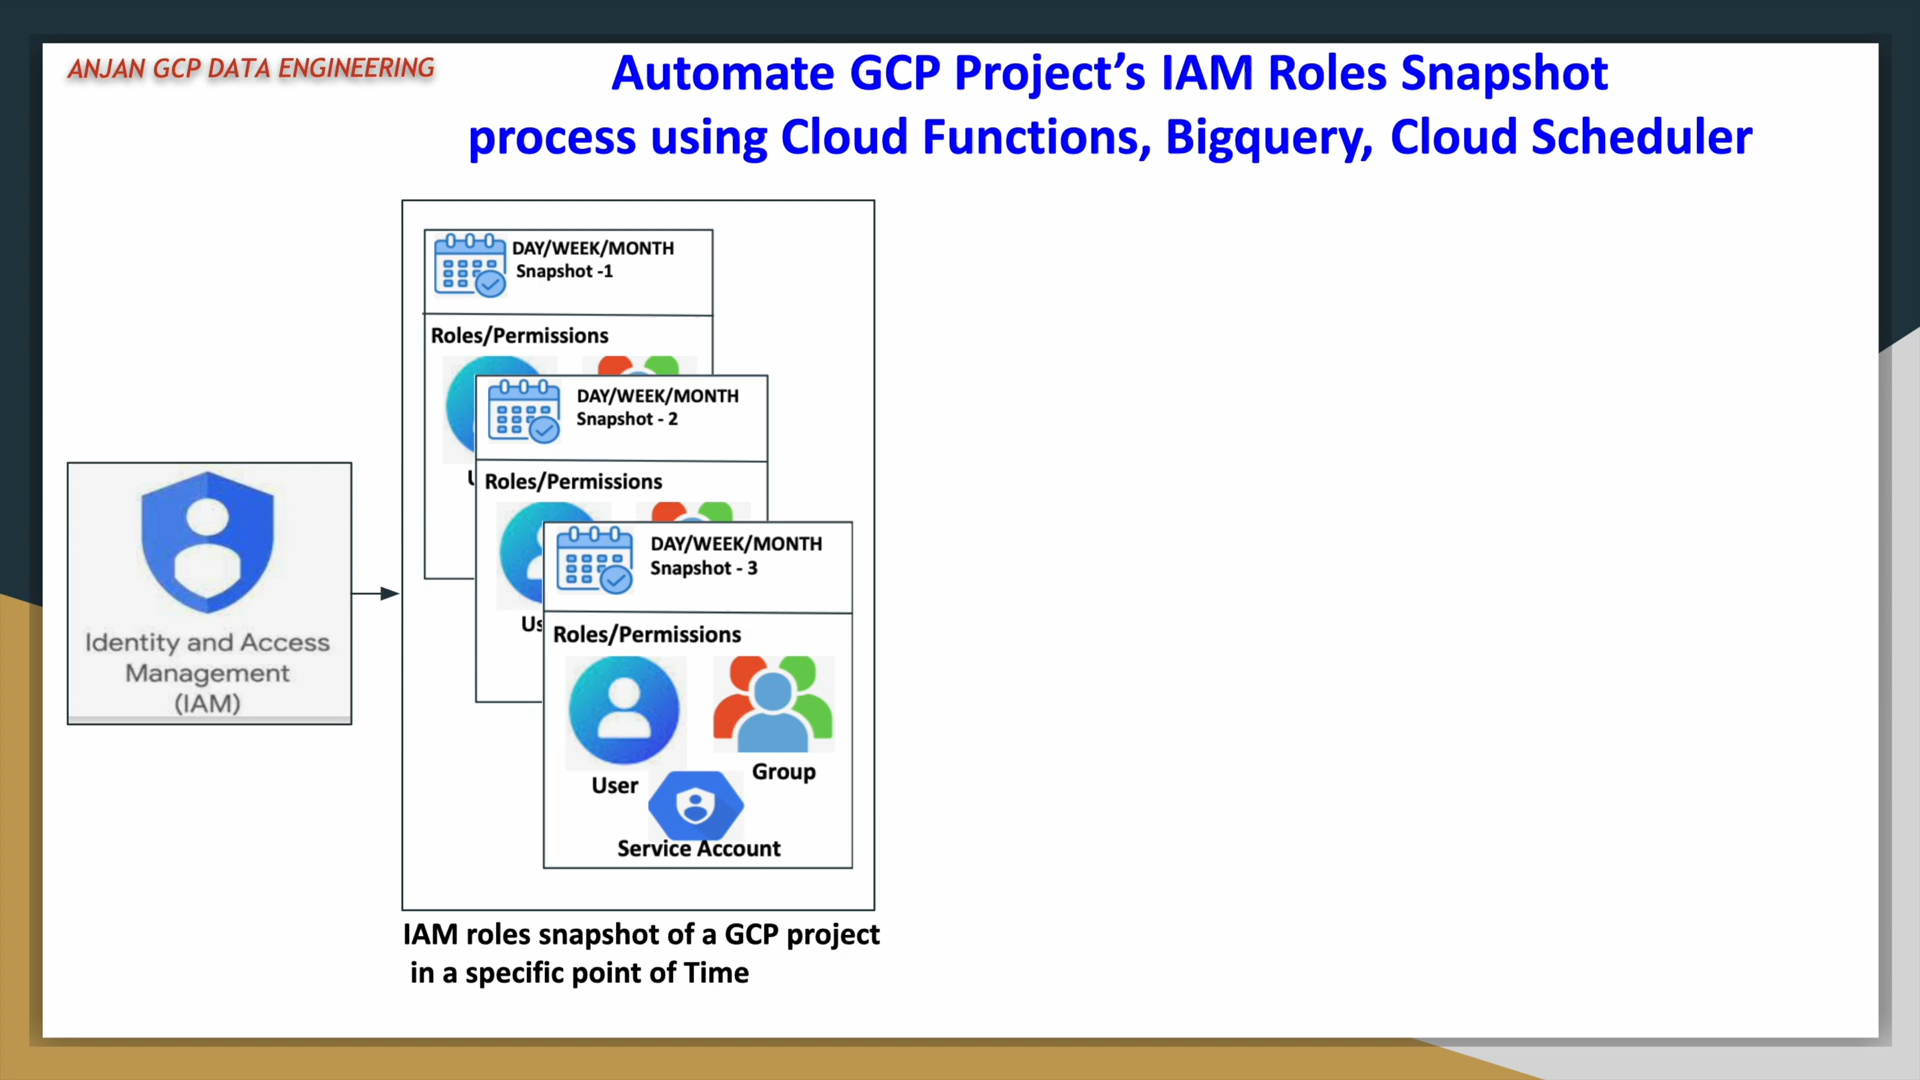 ANJAN GCP DATA ENGINEERING
Automate GCP Project’s IAM Roles Snapshot
process using Cloud Functions, Bigquery, Cloud Scheduler
DAY/WEEK/MONTH
Snapshot -1
Roles/Permissions
DAY/WEEK/MONTH
Snapshot - 2
Roles/Permissions
Us
DAY/WEEK/MONTH
Snapshot - 3
Roles/Permissions
User
Group
Service Account
Identity and Access
Management
(IAM)
IAM roles snapshot of a GCP project
in a specific point of Time